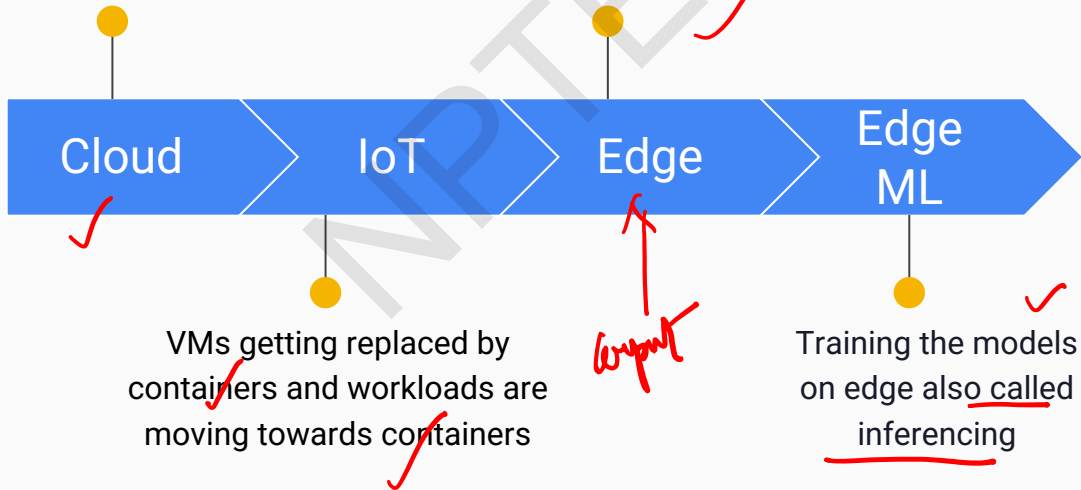 Cloud
IoT
Edge
Edge
ML
VMs getting replaced by
containers and workloads are
moving towards containers
Training the models
on edge also called
inferencing
NPTE